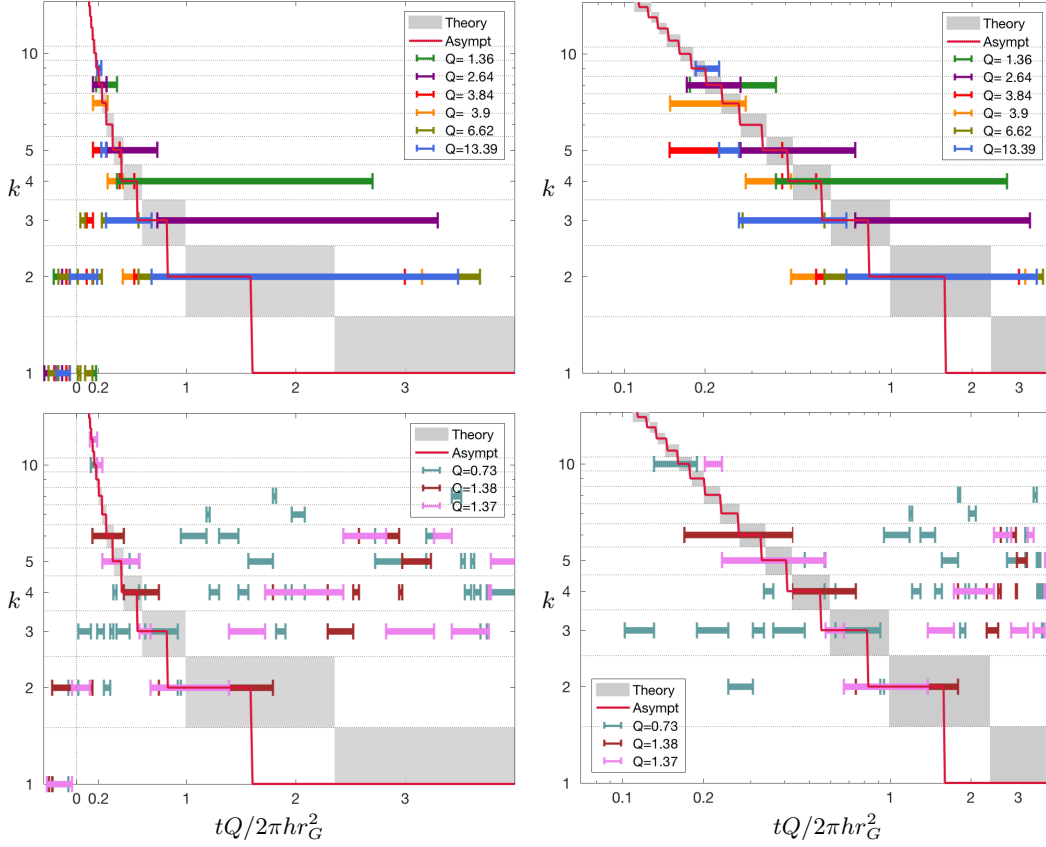 10
5
4
3
2
1
k
0
0.2
1
2
3
Theory
Asympt
Q= 1.36
Q= 2.64
Q= 3.84
Q= 3.9
Q= 6.62
Q=13.39
10
5
4
3
2
1
k
0.1
0.2
1
2
3
Theory
Asympt
Q= 1.36
Q= 2.64
Q= 3.84
Q= 3.9
Q= 6.62
Q=13.39
10
5
4
3
2
1
k
0
0.2
1
2
3
Theory
Asympt
Q=0.73
Q=1.38
Q=1.37
tQ/2πhr_G^2
10
5
4
3
2
1
k
0.1
0.2
1
2
3
Theory
Asympt
Q=0.73
Q=1.38
Q=1.37
tQ/2πhr_G^2